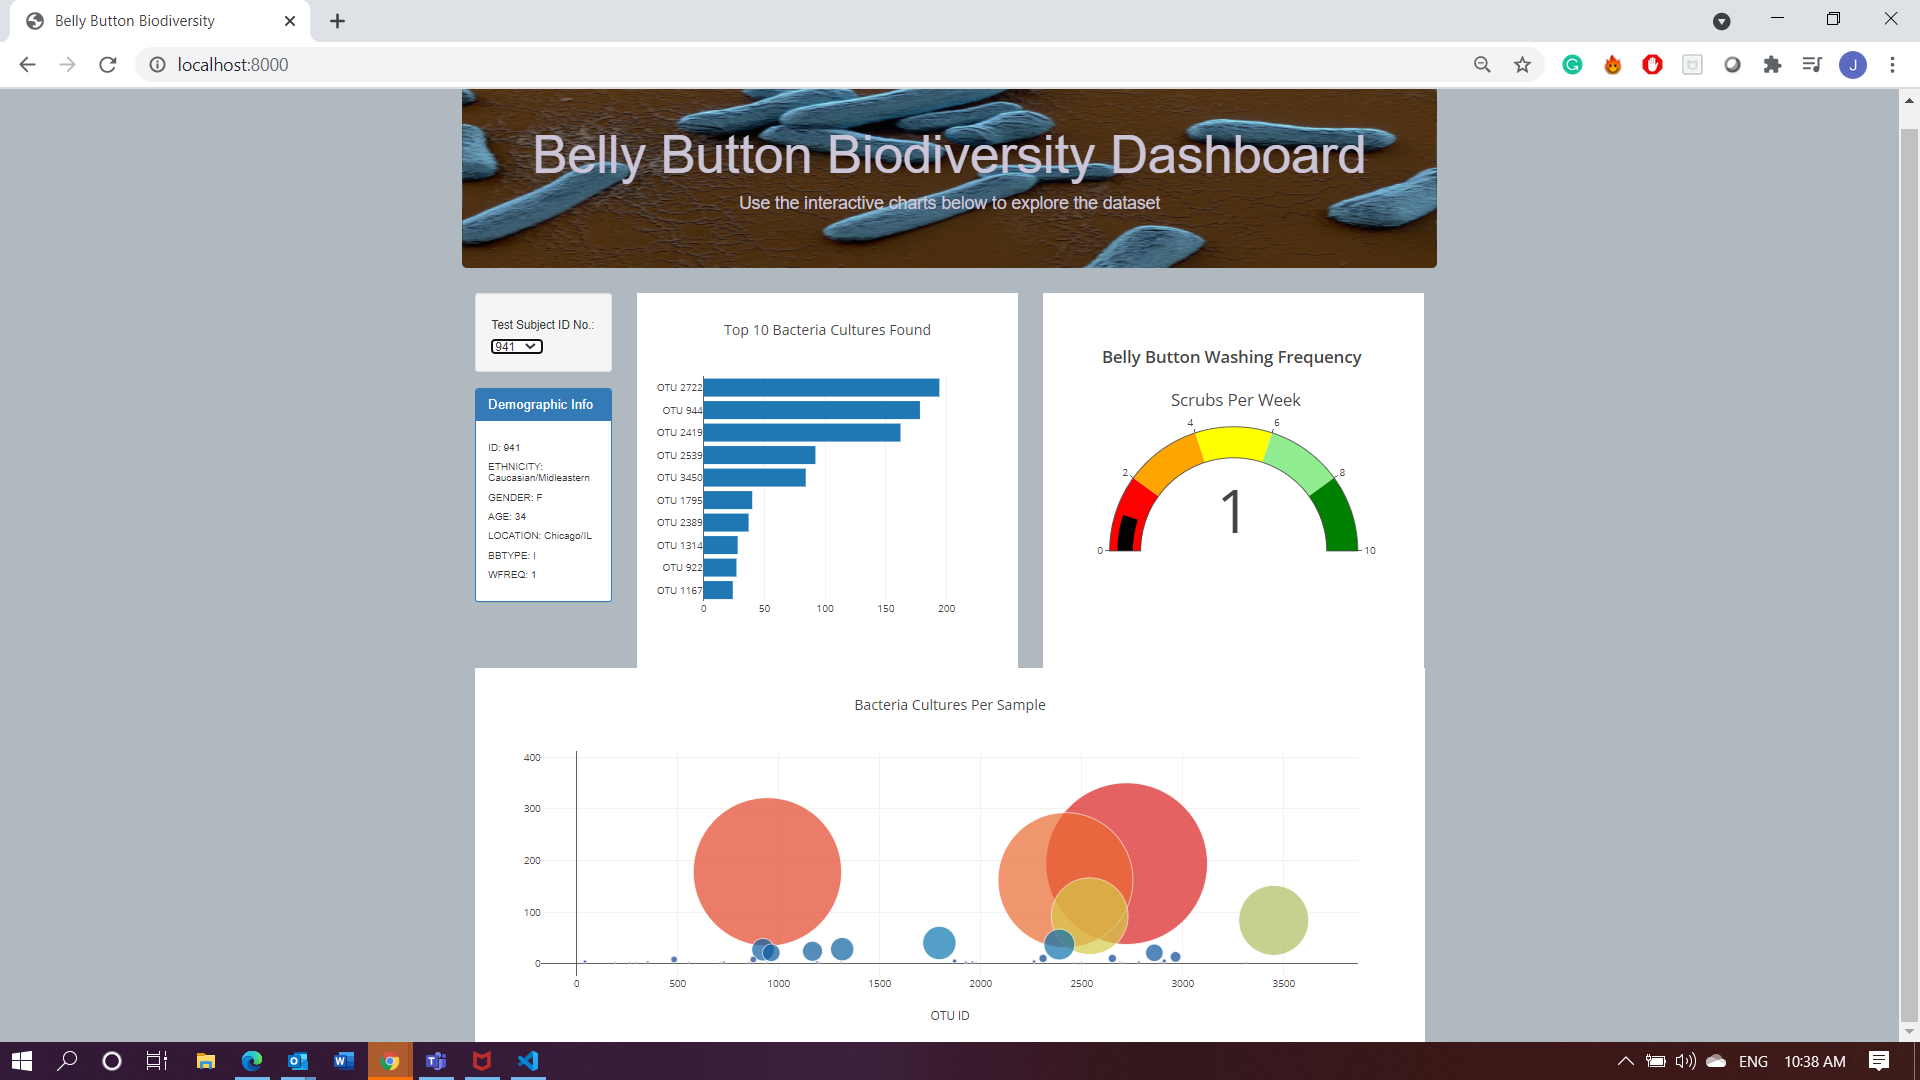 Belly Button Biodiversity
localhost:8000
J
Belly Button Biodiversity Dashboard
Use the interactive charts below to explore the dataset
Test Subject ID No.:
941
Demographic Info
ID: 941
ETHNICITY:
Caucasian/Midleastern
GENDER: F
AGE: 34
LOCATION: Chicago/IL
BBTYPE: I
WFREQ: 1
Top 10 Bacteria Cultures Found
OTU 2722
OTU 944
OTU 2419
OTU 2539
OTU 3450
OTU 1795
OTU 2389
OTU 1314
OTU 922
OTU 1167
0 50 100 150 200
Belly Button Washing Frequency
Scrubs Per Week
4 6
2 8
1
0 10
Bacteria Cultures Per Sample
400
300
200
100
0
0 500 1000 1500 2000 2500 3000 3500
OTU ID
ENG 10:38 AM